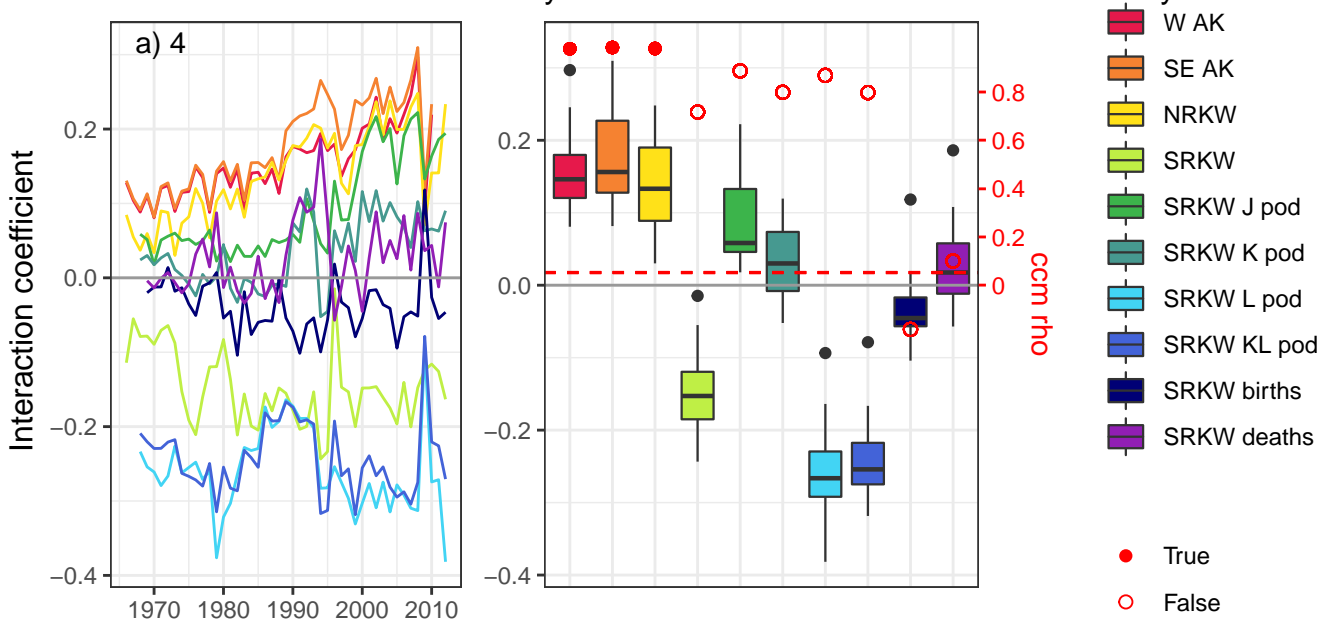 a) 4
Interaction coefficient
0.2
0.0
−0.2
−0.4
1970 1980 1990 2000 2010
0.2
0.0
−0.2
−0.4
0.8
0.6
0.4
0.2
0
ccm rho
W AK
SE AK
NRKW
SRKW
SRKW J pod
SRKW K pod
SRKW L pod
SRKW KL pod
SRKW births
SRKW deaths
True
False